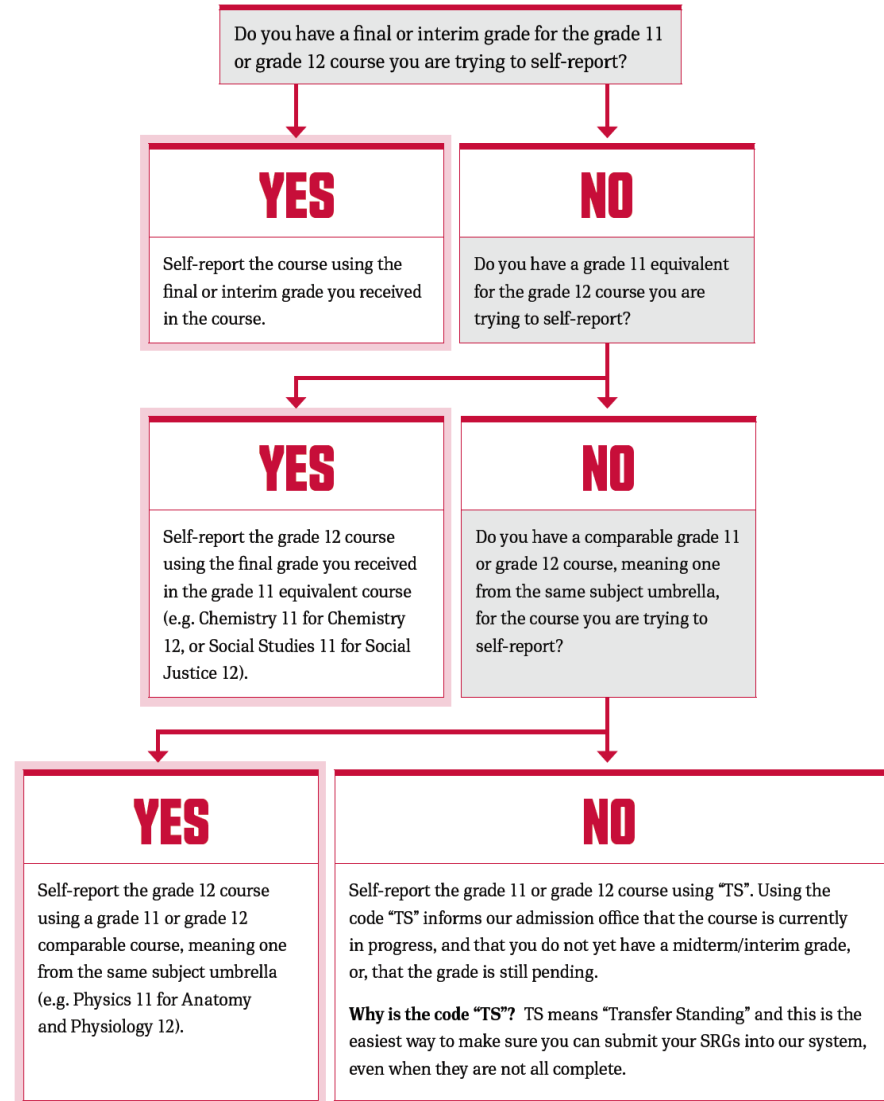 Do you have a final or interim grade for the grade 11
or grade 12 course you are trying to self-report?
YES
Self-report the course using the
final or interim grade you received
in the course.
NO
Do you have a grade 11 equivalent
for the grade 12 course you are
trying to self-report?
YES
Self-report the grade 12 course
using the final grade you received
in the grade 11 equivalent course
(e.g. Chemistry 11 for Chemistry
12, or Social Studies 11 for Social
Justice 12).
NO
Do you have a comparable grade 11
or grade 12 course, meaning one
from the same subject umbrella,
for the course you are trying to
self-report?
YES
Self-report the grade 12 course
using a grade 11 or grade 12
comparable course, meaning one
from the same subject umbrella
(e.g. Physics 11 for Anatomy
and Physiology 12).
NO
Self-report the grade 11 or grade 12 course using “TS”. Using the
code “TS” informs our admission office that the course is currently
in progress, and that you do not yet have a midterm/interim grade,
or, that the grade is still pending.
Why is the code “TS”? TS means “Transfer Standing” and this is the
easiest way to make sure you can submit your SRGs into our system,
even when they are not all complete.